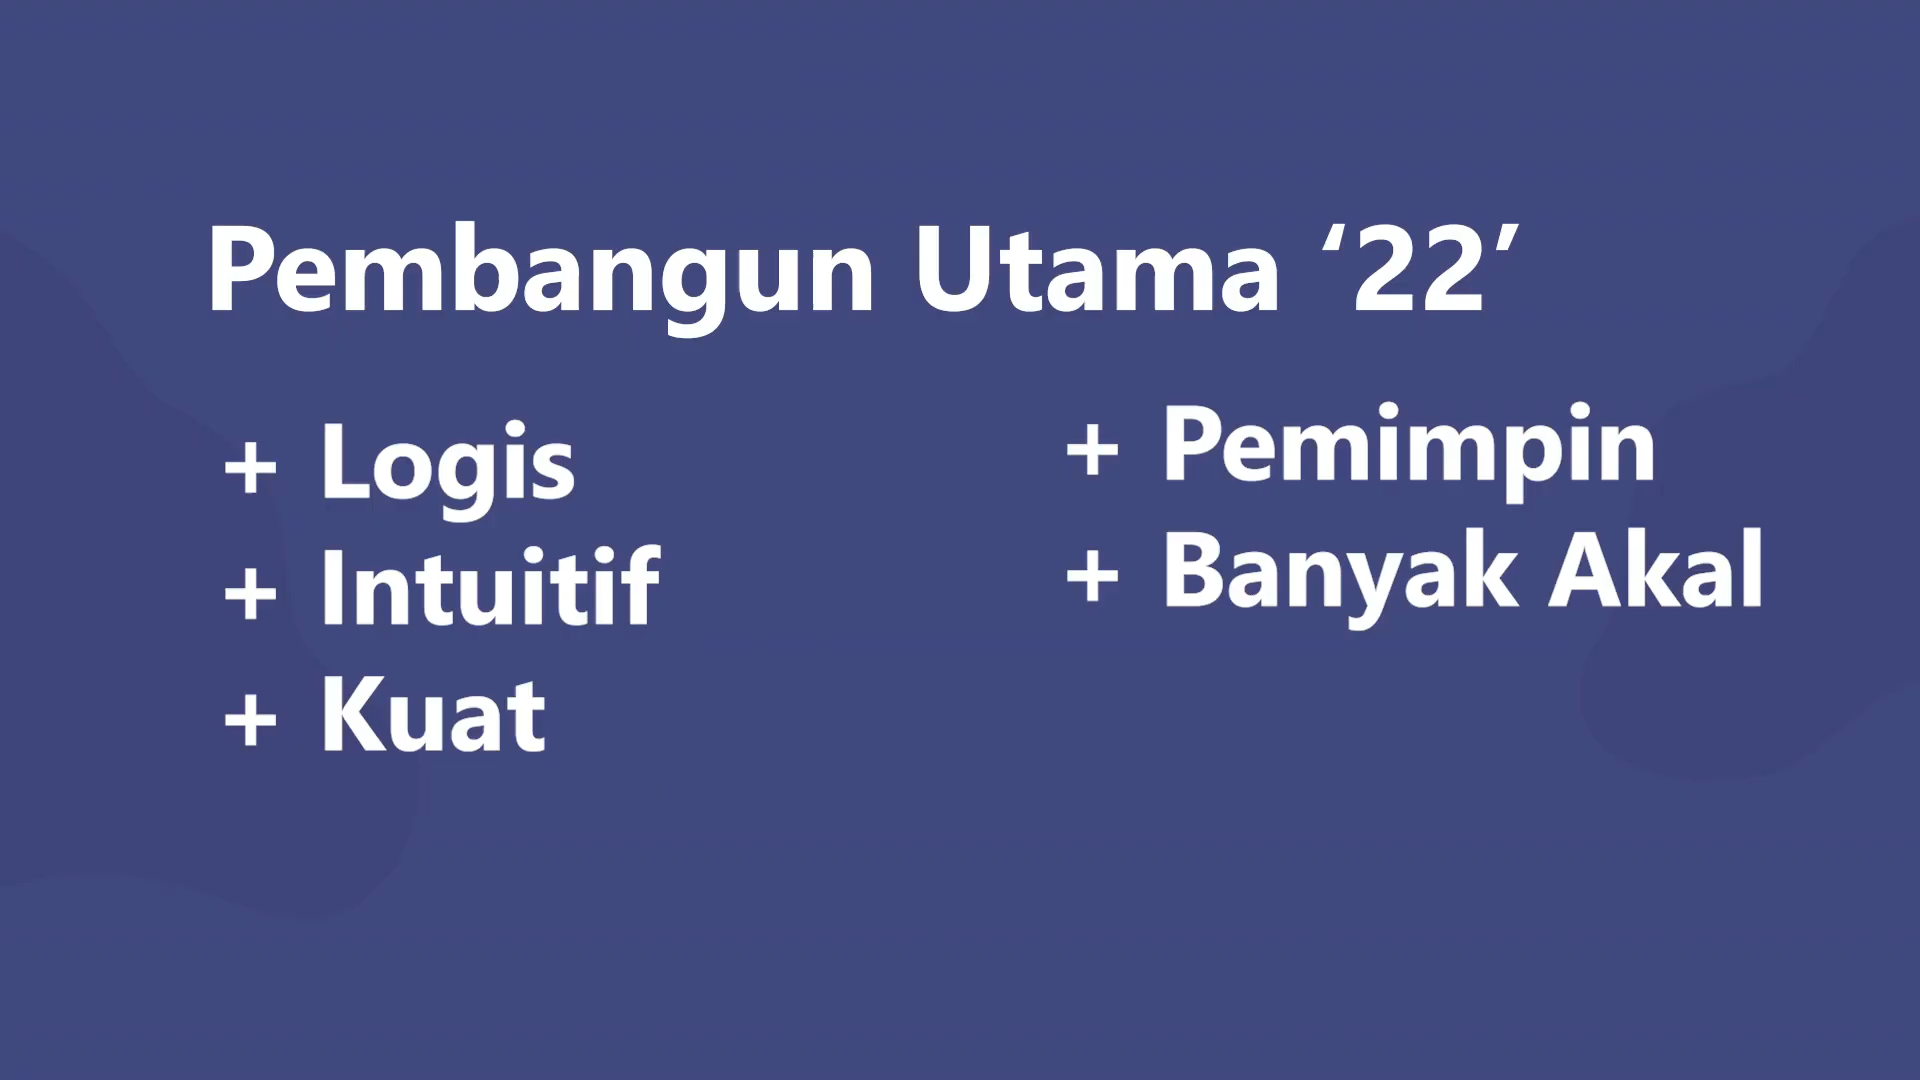 Pembangun Utama ‘22’
+ Logis
+ Intuitif
+ Kuat
+ Pemimpin
+ Banyak Akal